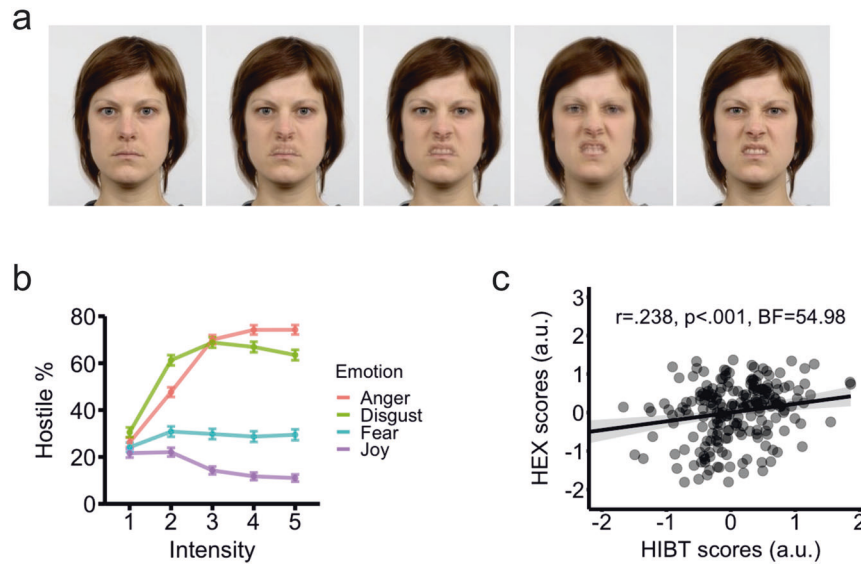 a
b
80
60
40
20
0
Hostile %
1 2 3 4 5
Intensity
Emotion
Anger
Disgust
Fear
Joy
c
r=.238, p<.001, BF=54.98
3
2
1
0
-1
-2
HEX scores (a.u.)
-2 -1 0 1 2
HIBT scores (a.u.)